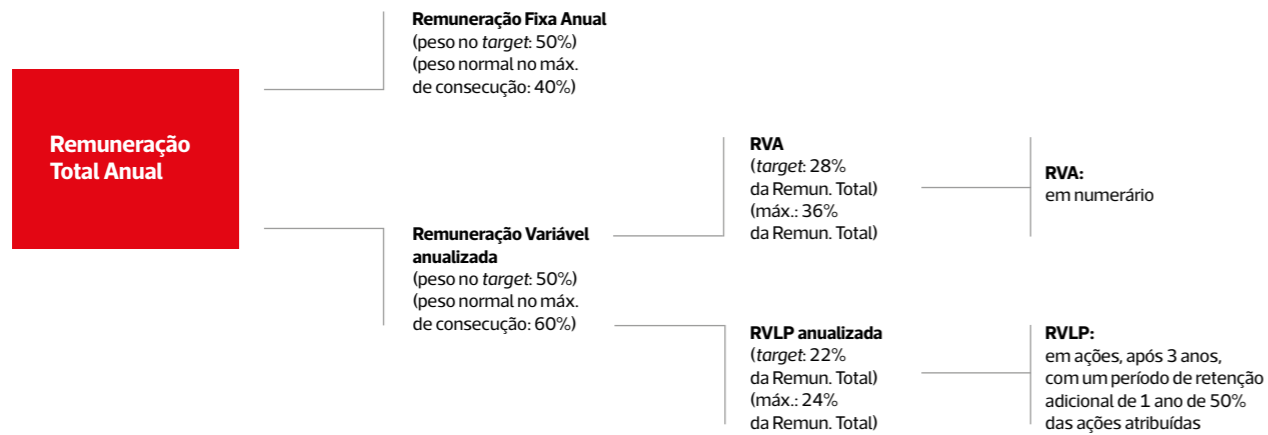 Remuneração
Total Anual
Remuneração Fixa Anual
(peso no target: 50%)
(peso normal no máx.
de consecução: 40%)
Remuneração Variável
anualizada
(peso no target: 50%)
(peso normal no máx.
de consecução: 60%)
RVA
(target: 28%
da Remun. Total)
(máx.: 36%
da Remun. Total)
RVA:
em numerário
RVLP anualizada
(target: 22%
da Remun. Total)
(máx.: 24%
da Remun. Total)
RVLP:
em ações, após 3 anos,
com um período de retenção
adicional de 1 ano de 50%
das ações atribuídas